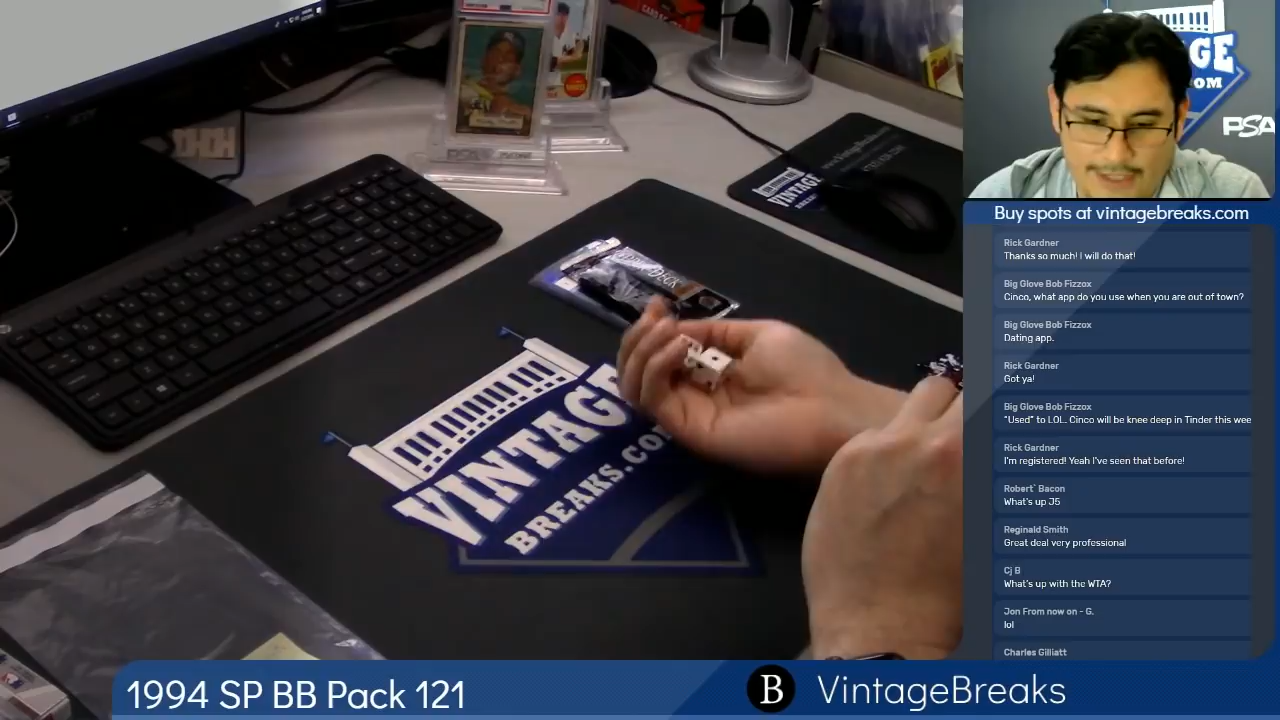 VINTAGE
BREAKS.COM
DECK
VINTAGE
PSA
Buy spots at vintagebreaks.com
Rick Gardner
Thanks so much! I will do that!
Big Glove Bob Fizzox
Cinco, what app do you use when you are out of town?
Big Glove Bob Fizzox
Dating app.
Rick Gardner
Got ya!
Big Glove Bob Fizzox
"Used" to LOL. Cinco will be knee deep in Tinder this wee
Rick Gardner
I'm registered! Yeah I've seen that before!
Robert` Bacon
What's up J5
Reginald Smith
Great deal very professional
Cj B
What's up with the WTA?
Jon From now on - G.
lol
Charles Gilliatt
1994 SP BB Pack 121
B VintageBreaks